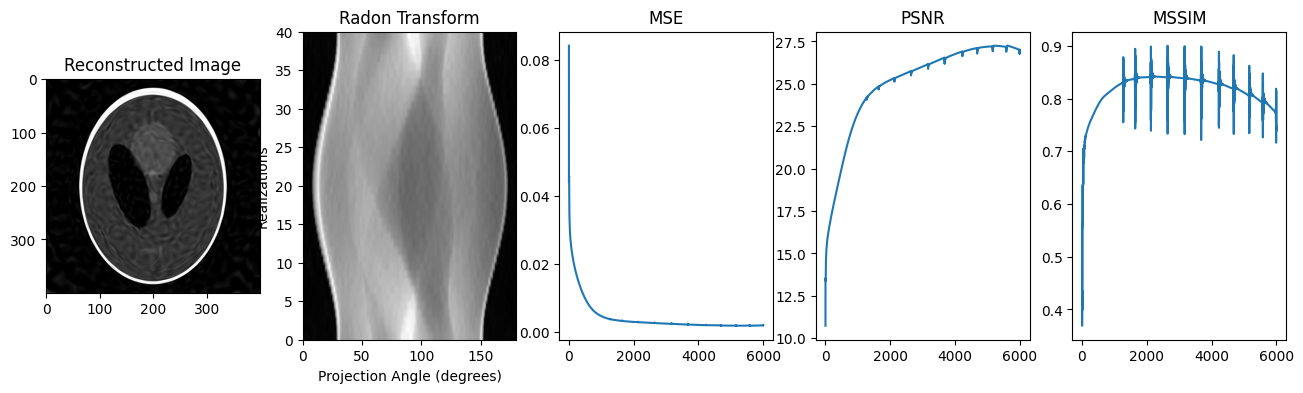 Reconstructed Image
0
100
200
300
0 100 200 300
Radon Transform
Realizations
40
35
30
25
20
15
10
5
0
0 50 100 150
Projection Angle (degrees)
MSE
0.08
0.06
0.04
0.02
0.00
0 2000 4000 6000
PSNR
27.5
25.0
22.5
20.0
17.5
15.0
12.5
10.0
0 2000 4000 6000
MSSIM
0.9
0.8
0.7
0.6
0.5
0.4
0 2000 4000 6000